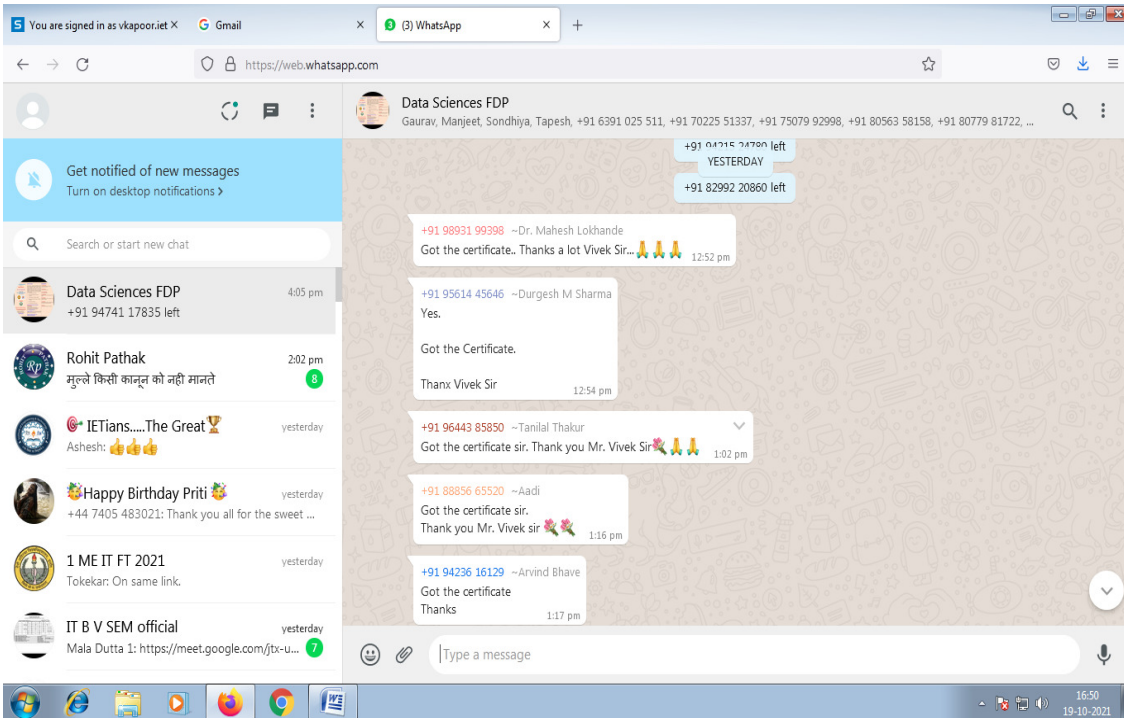 You are signed in as vkapoor.iet
Gmail
(3) WhatsApp
https://web.whatsapp.com
Data Sciences FDP
Gaurav, Manjeet, Sondhiya, Tapesh, +91 6391 025 511, +91 70225 51337, +91 75079 92998, +91 80563 58158, +91 80779 81722, ...
Get notified of new messages
Turn on desktop notifications >
Search or start new chat
Data Sciences FDP 4:05 pm
+91 94741 17835 left
Rohit Pathak 2:02 pm
मुल्ले किसी कानून को नही मानते 8
🎯 IETians.....The Great🏆 yesterday
Ashesh: 👍👍👍
🥳Happy Birthday Priti 🥳 yesterday
+44 7405 483021: Thank you all for the sweet ...
1 ME IT FT 2021 yesterday
Tokekar: On same link.
IT B V SEM official yesterday
Mala Dutta 1: https://meet.google.com/jtx-u... 7
+91 94215 24780 left
YESTERDAY
+91 82992 20860 left
+91 98931 99398 ~Dr. Mahesh Lokhande
Got the certificate.. Thanks a lot Vivek Sir...🙏🙏🙏 12:52 pm
+91 95614 45646 ~Durgesh M Sharma
Yes.
Got the Certificate.
Thanx Vivek Sir 12:54 pm
+91 96443 85850 ~Tanilal Thakur
Got the certificate sir. Thank you Mr. Vivek Sir💐🙏🙏 1:02 pm
+91 88856 65520 ~Aadi
Got the certificate sir.
Thank you Mr. Vivek sir 💐💐 1:16 pm
+91 94236 16129 ~Arvind Bhave
Got the certificate
Thanks 1:17 pm
Type a message
16:50
19-10-2021